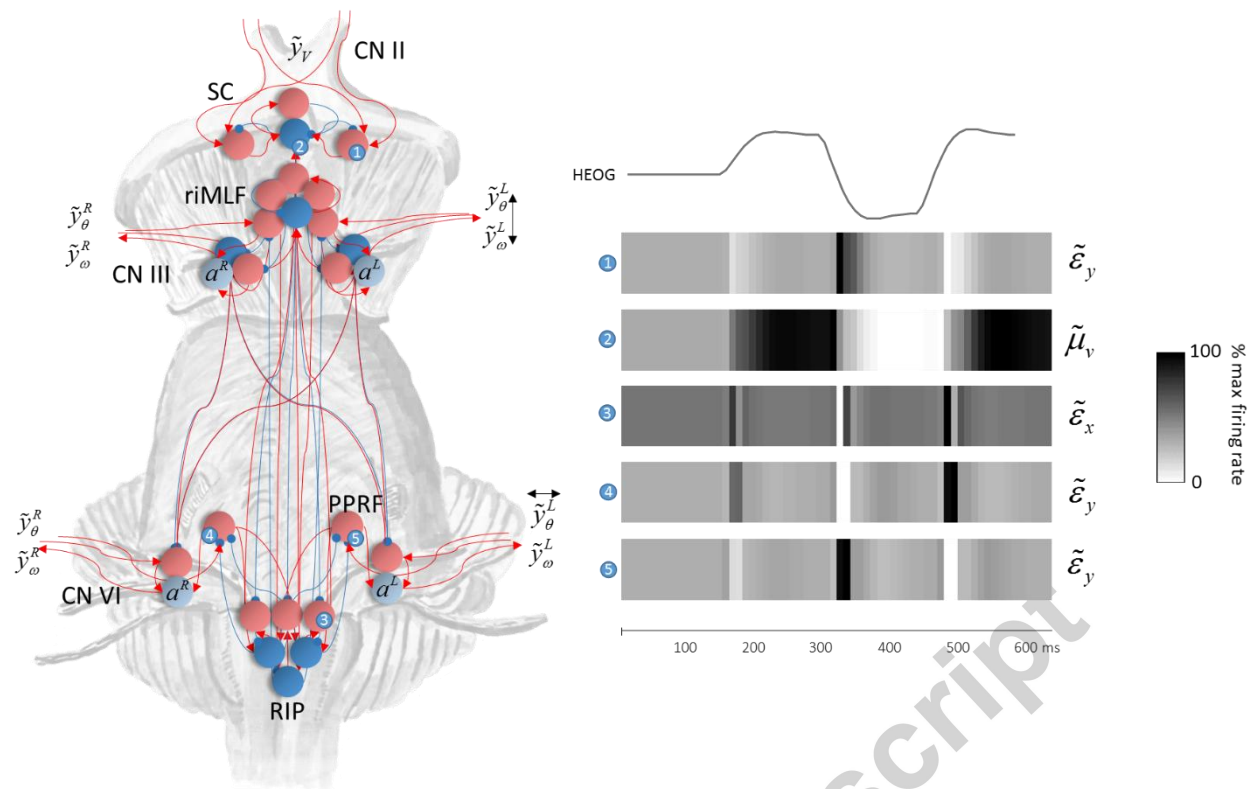 ỹ_V
CN II
SC
2
1
riMLF
ỹ_θ^R
ỹ_ω^R
ỹ_θ^L
ỹ_ω^L
CN III
a^R
a^L
PPRF
4
5
ỹ_θ^R
ỹ_ω^R
ỹ_θ^L
ỹ_ω^L
CN VI
a^R
a^L
3
RIP
HEOG
1 ε̃_y
2 μ̃_v
3 ε̃_x
4 ε̃_y
5 ε̃_y
100 200 300 400 500 600 ms
100
0
% max firing rate
script